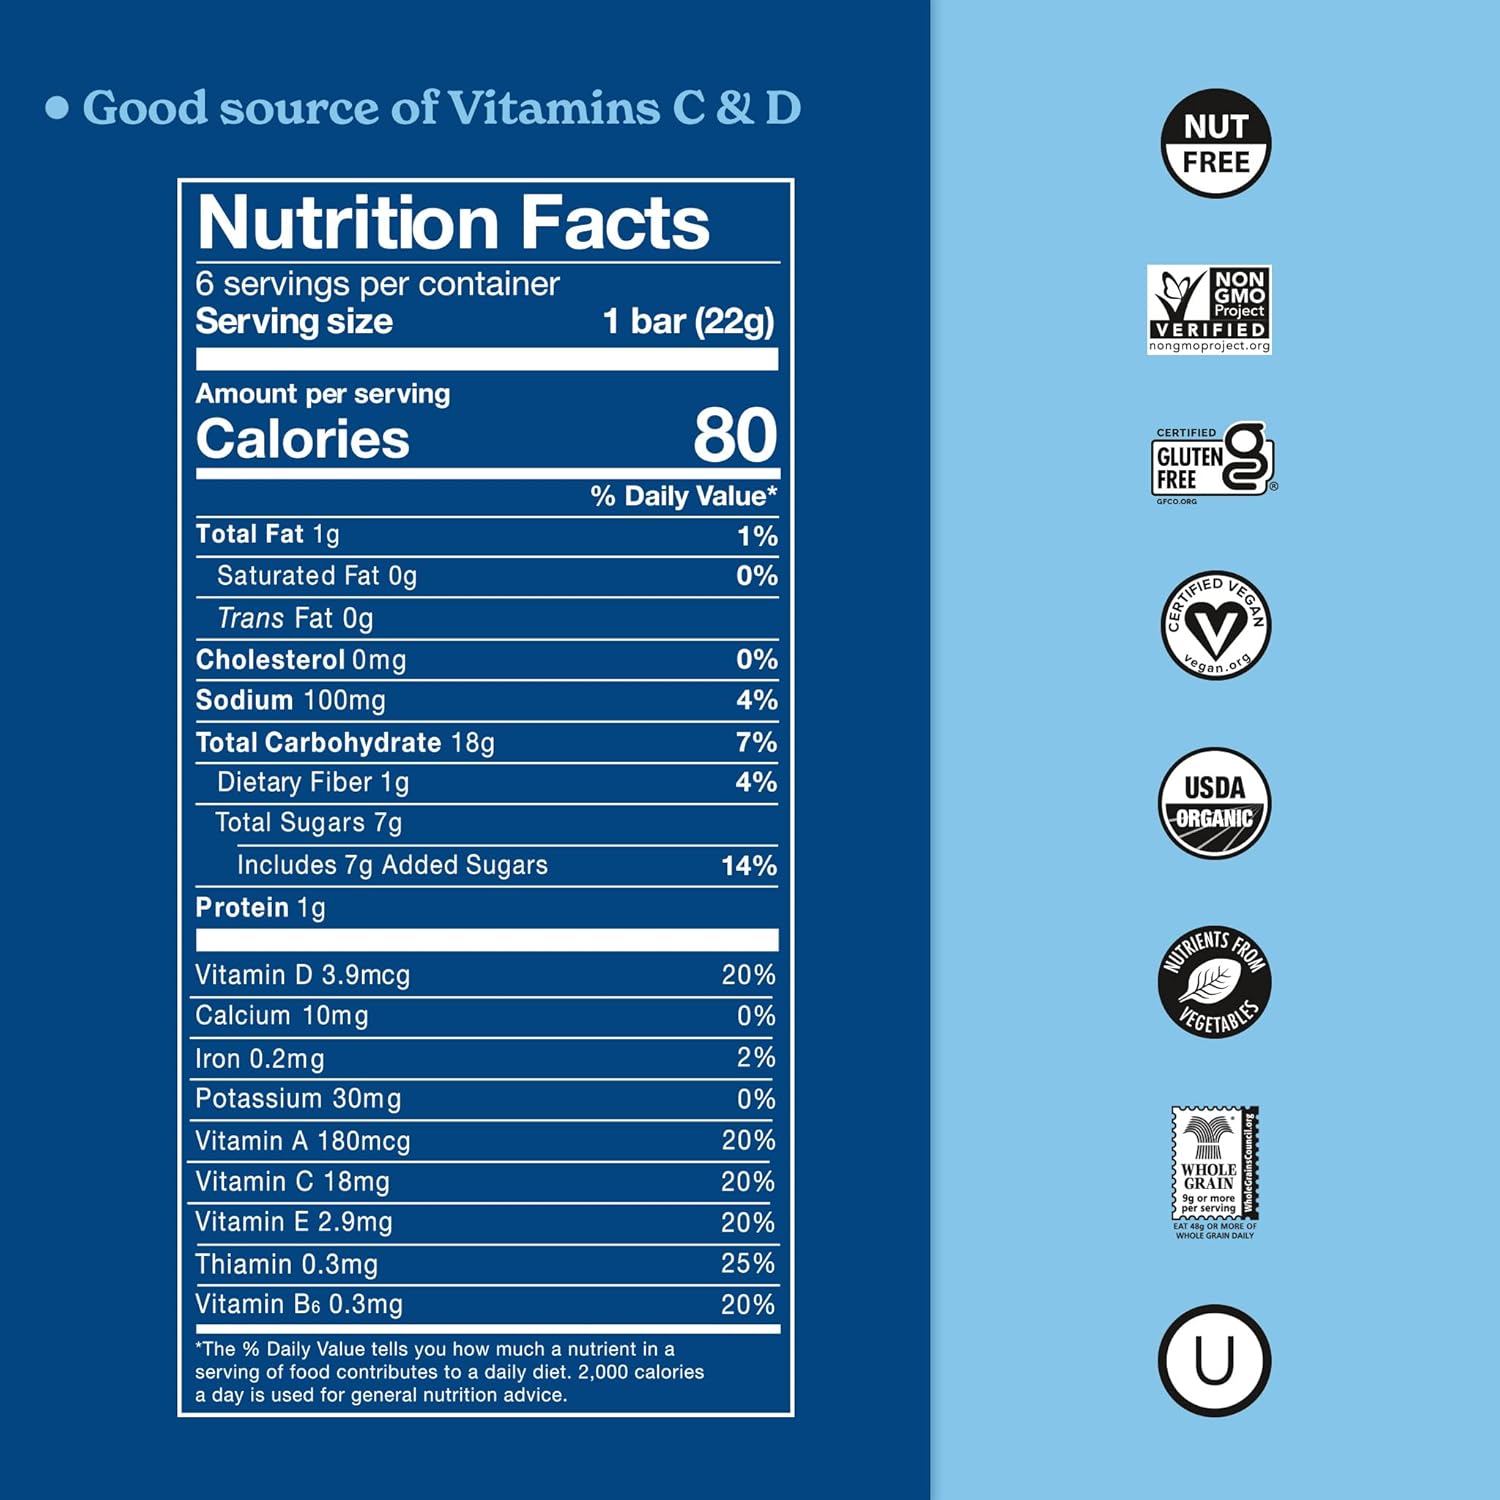 • Good source of Vitamins C & D
Nutrition Facts
6 servings per container
Serving size 1 bar (22g)
Amount per serving
Calories 80
% Daily Value*
Total Fat 1g 1%
Saturated Fat 0g 0%
Trans Fat 0g
Cholesterol 0mg 0%
Sodium 100mg 4%
Total Carbohydrate 18g 7%
Dietary Fiber 1g 4%
Total Sugars 7g
Includes 7g Added Sugars 14%
Protein 1g
Vitamin D 3.9mcg 20%
Calcium 10mg 0%
Iron 0.2mg 2%
Potassium 30mg 0%
Vitamin A 180mcg 20%
Vitamin C 18mg 20%
Vitamin E 2.9mg 20%
Thiamin 0.3mg 25%
Vitamin B6 0.3mg 20%
*The % Daily Value tells you how much a nutrient in a
serving of food contributes to a daily diet. 2,000 calories
a day is used for general nutrition advice.
NUT
FREE
NON
GMO
Project
VERIFIED
nongmoproject.org
CERTIFIED
GLUTEN
FREE
g
®
GFCO.ORG
CERTIFIED VEGAN
V
vegan.org
USDA
ORGANIC
NUTRIENTS FROM
VEGETABLES
WHOLE
GRAIN
9g or more
per serving
WholeGrainsCouncil.org
EAT 48g OR MORE OF
WHOLE GRAIN DAILY
U